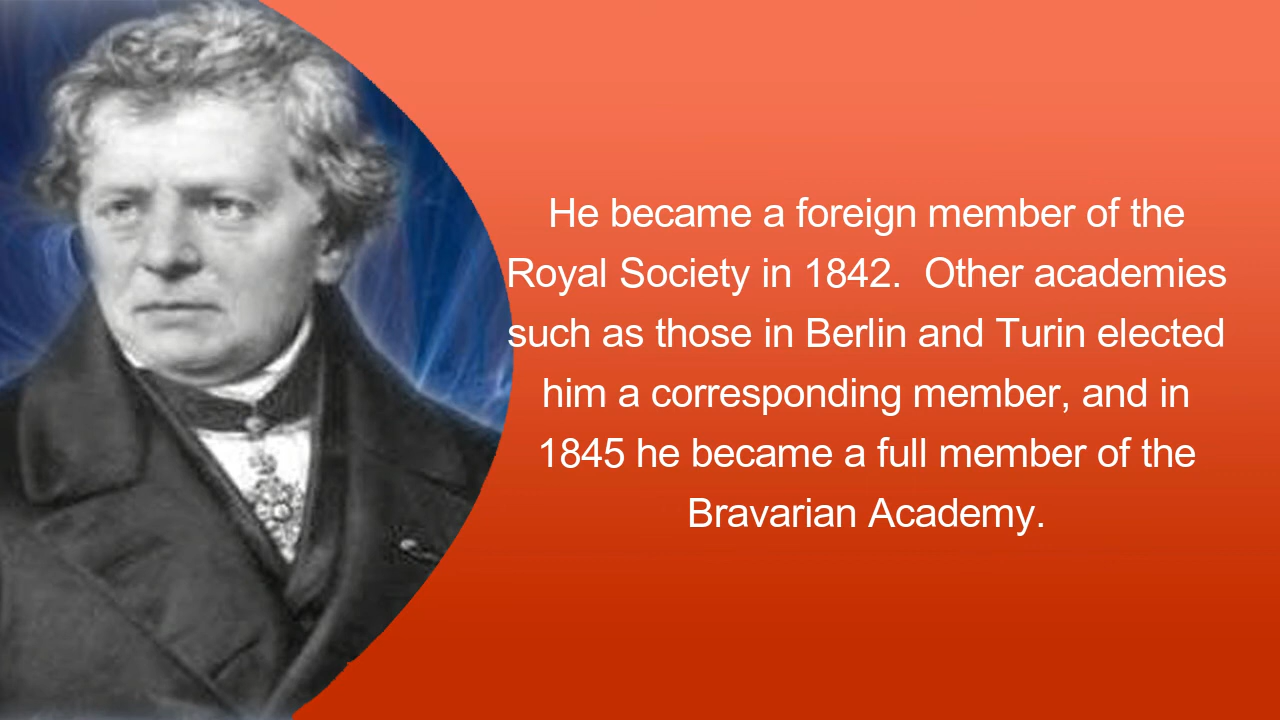 He became a foreign member of the
Royal Society in 1842.  Other academies
such as those in Berlin and Turin elected
him a corresponding member, and in
1845 he became a full member of the
Bravarian Academy.